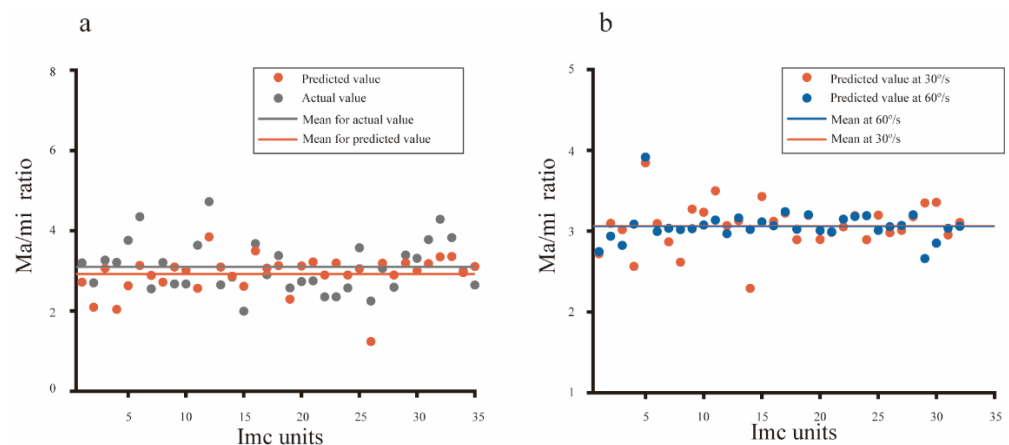 a
Ma/mi ratio
8
6
4
2
0
Predicted value
Actual value
Mean for actual value
Mean for predicted value
5 10 15 20 25 30 35
Imc units
b
Ma/mi ratio
5
4
3
2
1
Predicted value at 30°/s
Predicted value at 60°/s
Mean at 60°/s
Mean at 30°/s
5 10 15 20 25 30 35
Imc units